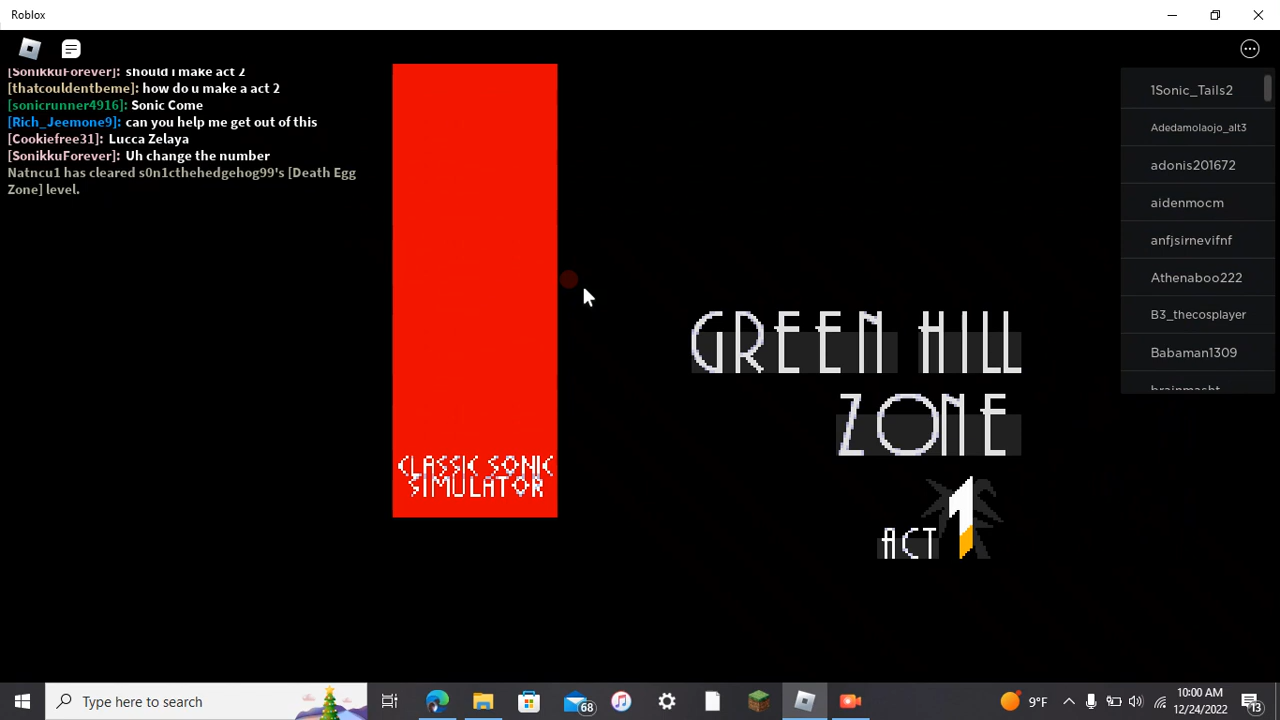 Roblox
[SonikkuForever]: should i make act 2
[thatcouldentbeme]: how do u make a act 2
[sonicrunner4916]: Sonic Come
[Rich_Jeemone9]: can you help me get out of this
[Cookiefree31]: Lucca Zelaya
[SonikkuForever]: Uh change the number
Natncu1 has cleared s0n1cthehedgehog99's [Death Egg
Zone] level.
CLASSIC SONIC
SIMULATOR
GREEN HILL
ZONE
ACT 1
1Sonic_Tails2
Adedamolaojo_alt3
adonis201672
aidenmocm
anfjsirnevifnf
Athenaboo222
B3_thecosplayer
Babaman1309
Type here to search
68
9°F
10:00 AM
12/24/2022
13